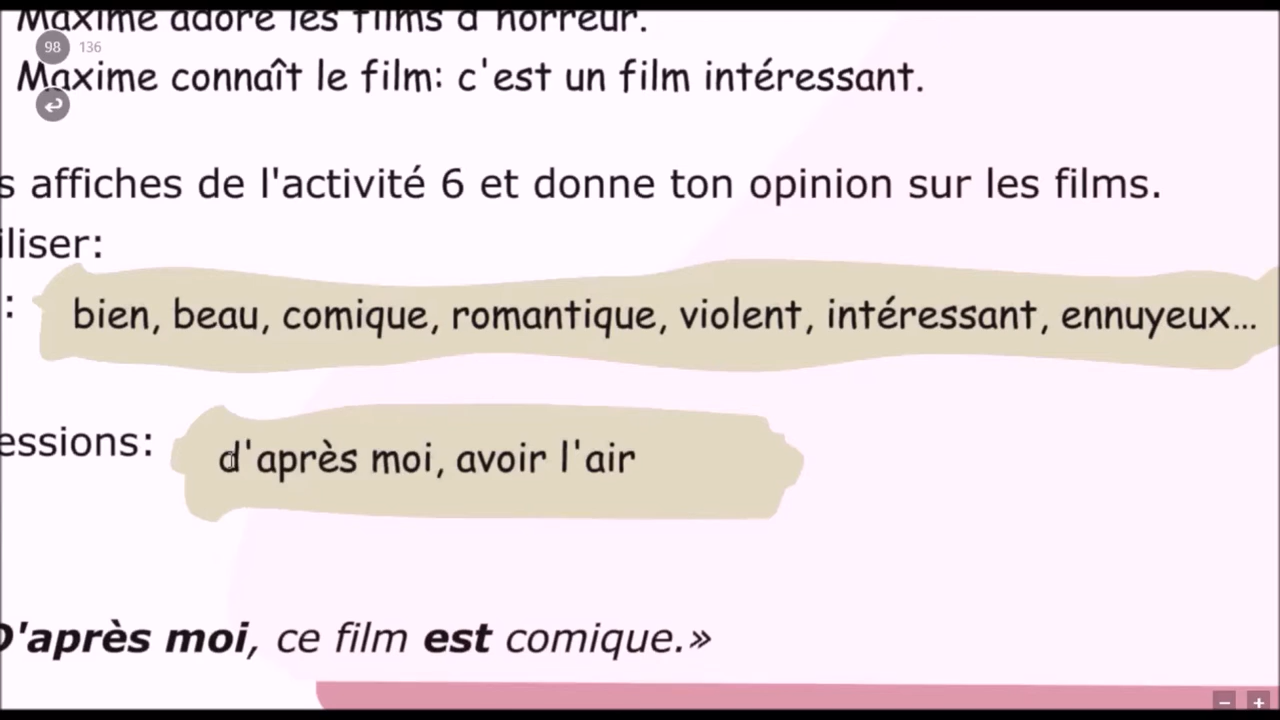 Maxime adore les films d'horreur.
98 136
Maxime connaît le film: c'est un film intéressant.
s affiches de l'activité 6 et donne ton opinion sur les films.
iliser:
: bien, beau, comique, romantique, violent, intéressant, ennuyeux...
essions: d'après moi, avoir l'air
D'après moi, ce film est comique.»